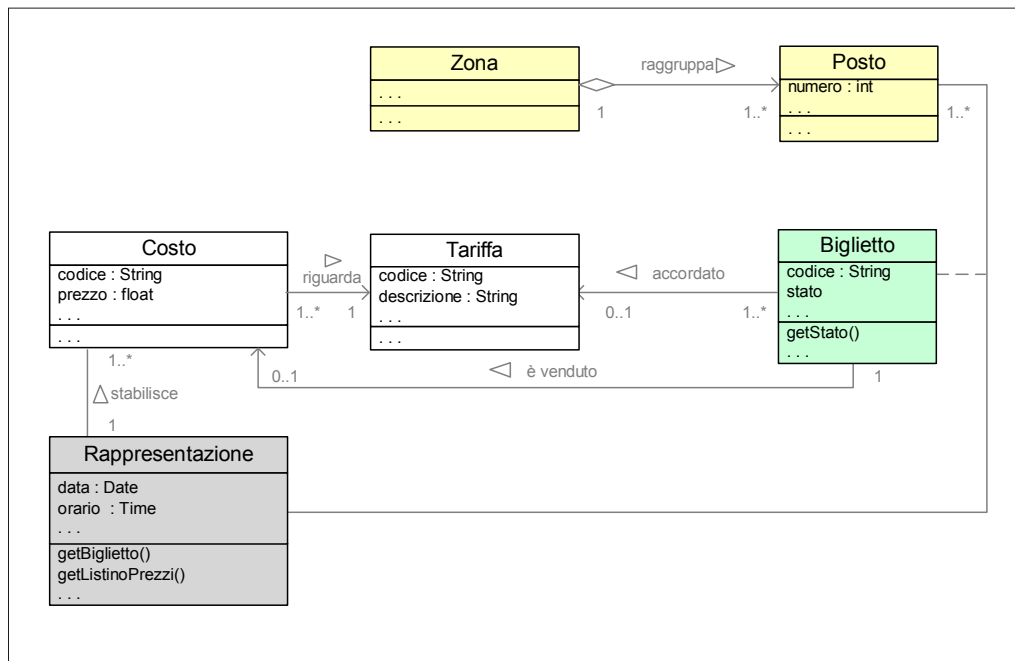 Zona
. . .
. . .
raggruppa
1
1..*
Posto
numero : int
. . .
. . .
1..*
Costo
codice : String
prezzo : float
. . .
. . .
riguarda
1..*
1
Tariffa
codice : String
descrizione : String
. . .
. . .
accordato
0..1
1..*
Biglietto
codice : String
stato
. . .
getStato()
. . .
1..*
0..1
è venduto
1
stabilisce
1
Rappresentazione
data : Date
orario : Time
. . .
getBiglietto()
getListinoPrezzi()
. . .